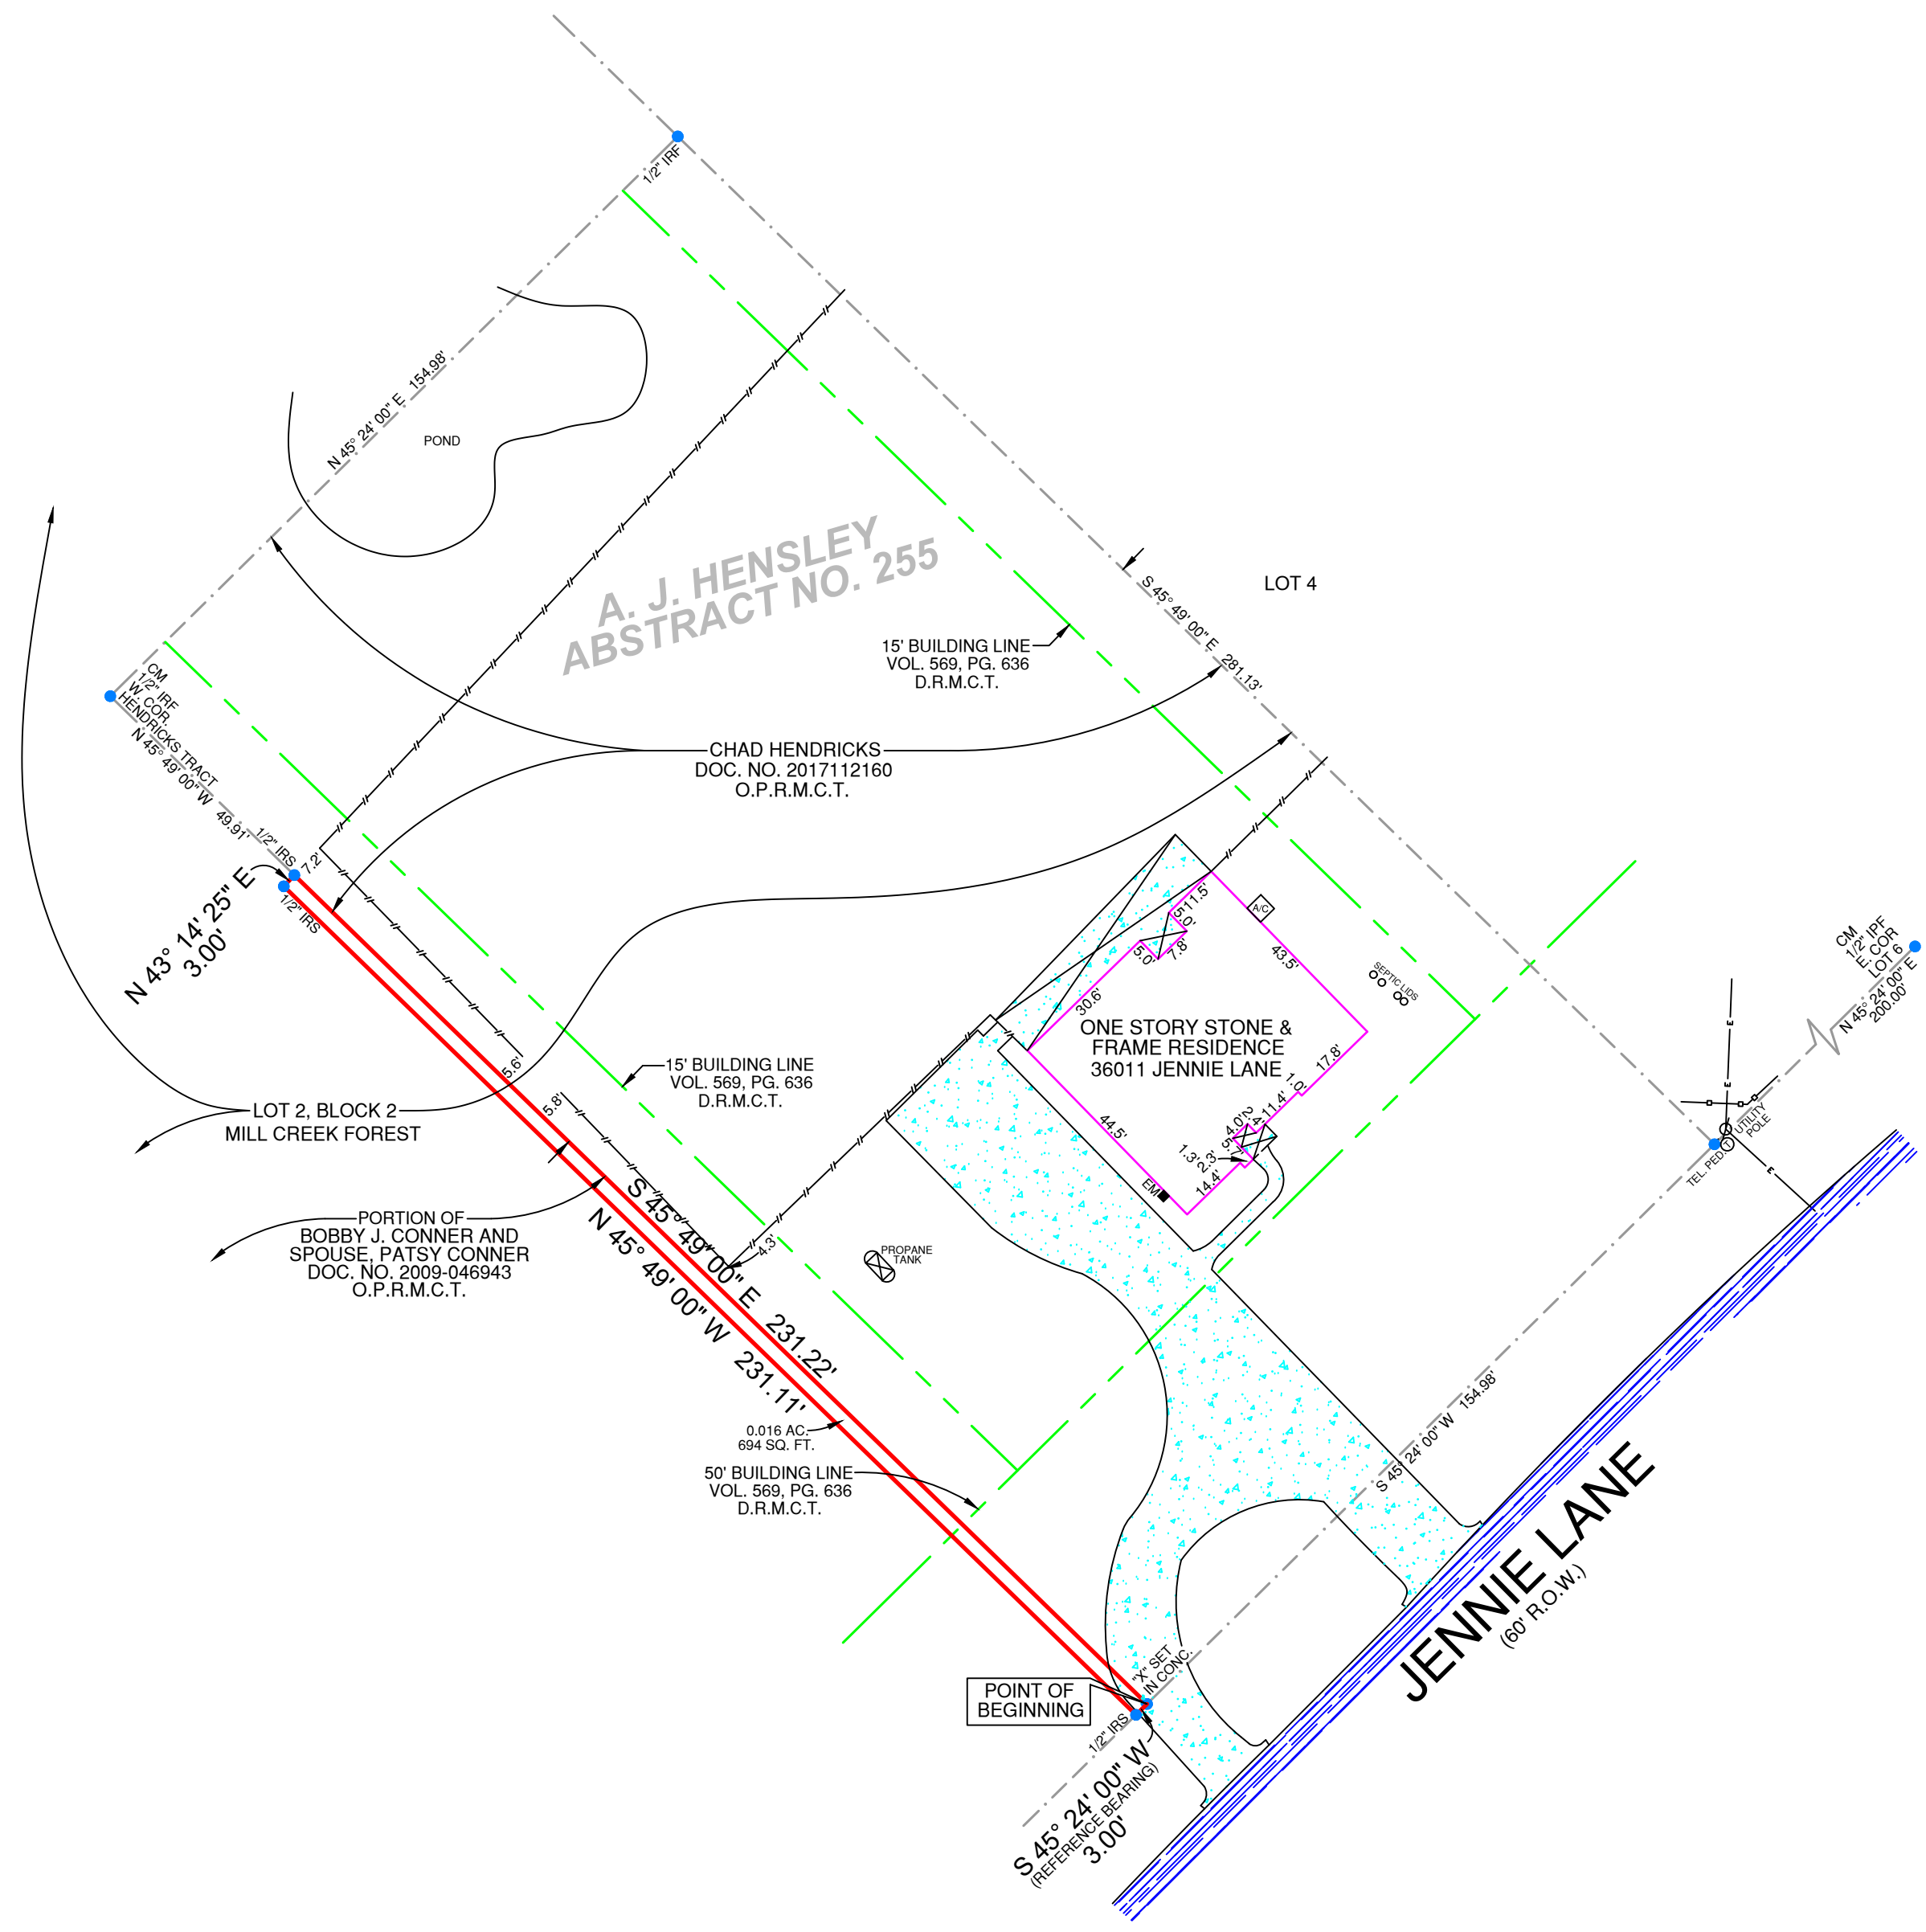 1/2" IRF
N 45° 24' 00" E 154.98'
POND
A. J. HENSLEY
ABSTRACT NO. 255
LOT 4
S 45° 49' 00" E 281.13'
15' BUILDING LINE
VOL. 569, PG. 636
D.R.M.C.T.
CM
1/2" IRF
W. COR.
HENDRICKS TRACT
N 45° 49' 00" W 49.91'
CHAD HENDRICKS
DOC. NO. 2017112160
O.P.R.M.C.T.
1/2" IRS
7.2'
N 43° 14' 25" E
3.00'
1/2" IRS
A/C
5'
11.5'
5.0'
7.8'
5.0'
43.5'
30.6'
SEPTIC LIDS
CM
1/2" IPF
E. COR
LOT 6
N 45° 24' 00" E
200.00'
ONE STORY STONE &
FRAME RESIDENCE
36011 JENNIE LANE
17.8'
1.0'
11.4'
4.0'
5.7'
1.3'
2.3'
14.4'
44.5'
EM
E
E
E
UTILITY
POLE
T
TEL. PED.
5.6'
5.8'
15' BUILDING LINE
VOL. 569, PG. 636
D.R.M.C.T.
LOT 2, BLOCK 2
MILL CREEK FOREST
PORTION OF
BOBBY J. CONNER AND
SPOUSE, PATSY CONNER
DOC. NO. 2009-046943
O.P.R.M.C.T.
S 45° 49' 00" E 231.22'
N 45° 49' 00" W 231.11'
4.3'
PROPANE
TANK
0.016 AC.
694 SQ. FT.
50' BUILDING LINE
VOL. 569, PG. 636
D.R.M.C.T.
S 45° 24' 00" W 154.98'
JENNIE LANE
(60' R.O.W.)
"X" SET
IN CONC.
POINT OF
BEGINNING
1/2" IRS
S 45° 24' 00" W
(REFERENCE BEARING)
3.00'